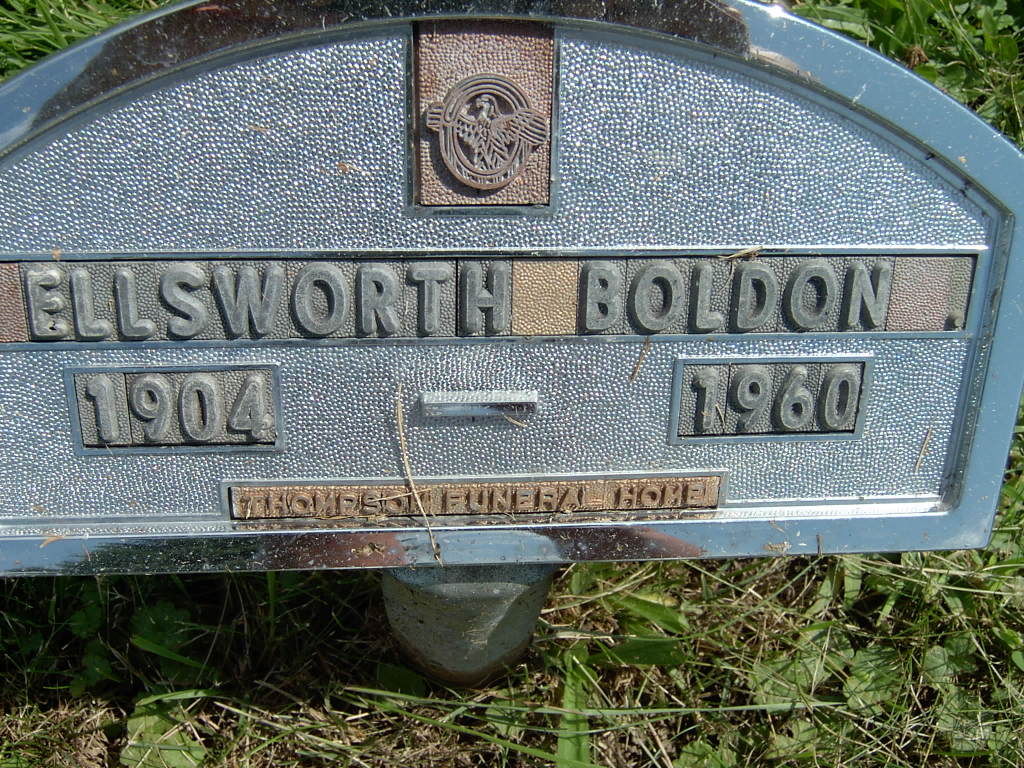 ELLSWORTH BOLDON
1904 1960
THOMPSON FUNERAL HOME